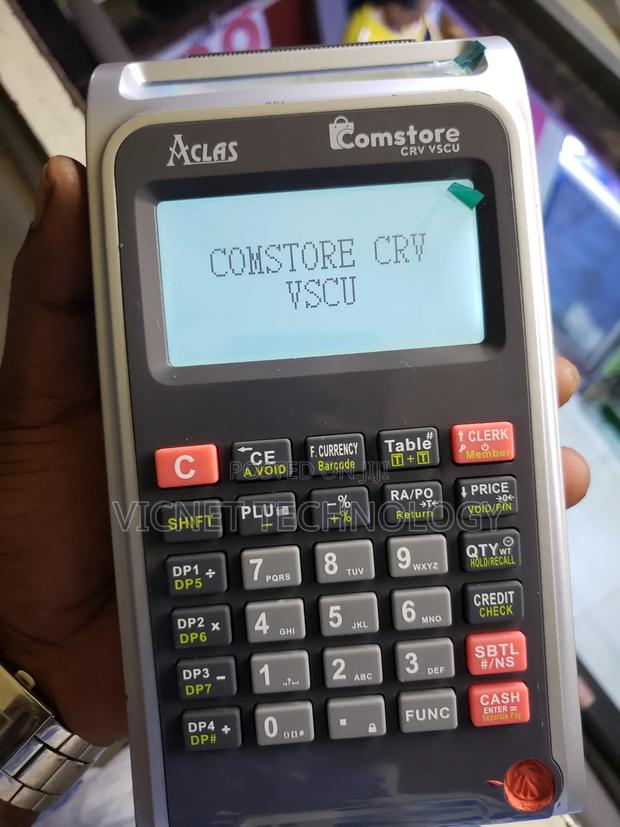 ACLAS
Comstore
CRV VSCU
COMSTORE CRV
VSCU
C
CE
A.VOID
F.CURRENCY
Barcode
Table#
T+T
↑ CLERK
Member
POSTED ON JIJI
VICNET TECHNOLOGY
SHIFT
PLU
−
-%
+%
RA/PO
→T←
Return
↓ PRICE
→0←
Void/P/N
DP1 ÷
DP5
7 PQRS
8 TUV
9 WXYZ
QTY WT
HOLD/RECALL
DP2 x
DP6
4 GHI
5 JKL
6 MNO
CREDIT
CHECK
DP3 −
DP7
1
2 ABC
3 DEF
SBTL
#/NS
DP4 +
DP#
0
.
FUNC
CASH
ENTER =
Separate Pay